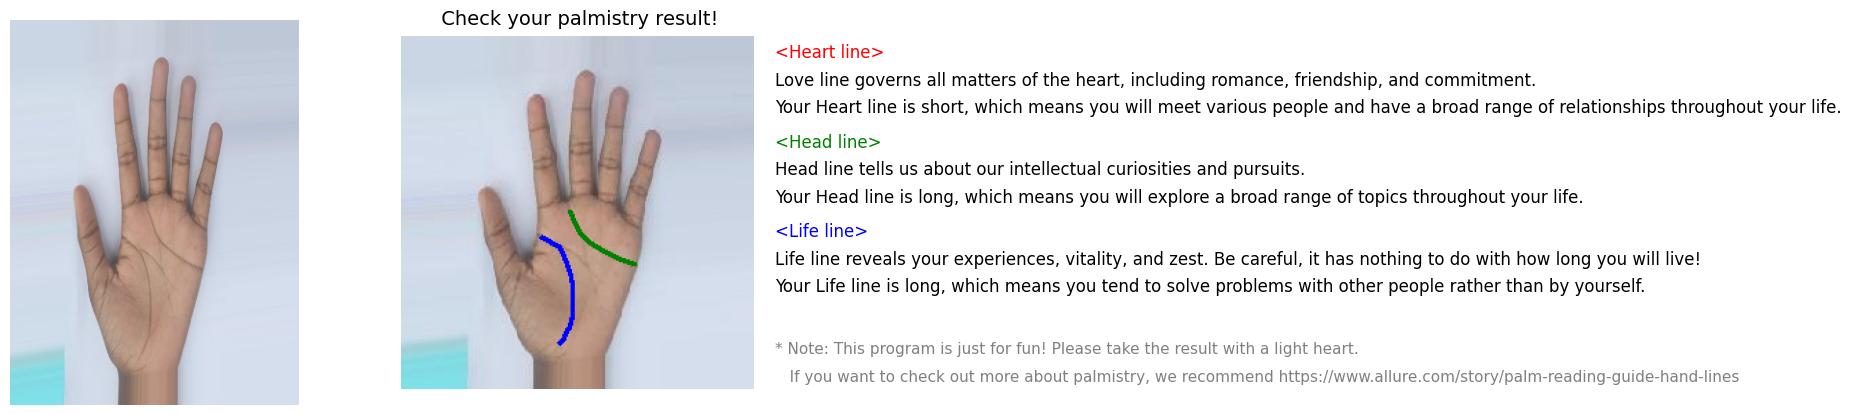 Check your palmistry result!
<Heart line>
Love line governs all matters of the heart, including romance, friendship, and commitment.
Your Heart line is short, which means you will meet various people and have a broad range of relationships throughout your life.
<Head line>
Head line tells us about our intellectual curiosities and pursuits.
Your Head line is long, which means you will explore a broad range of topics throughout your life.
<Life line>
Life line reveals your experiences, vitality, and zest. Be careful, it has nothing to do with how long you will live!
Your Life line is long, which means you tend to solve problems with other people rather than by yourself.
* Note: This program is just for fun! Please take the result with a light heart.
If you want to check out more about palmistry, we recommend https://www.allure.com/story/palm-reading-guide-hand-lines